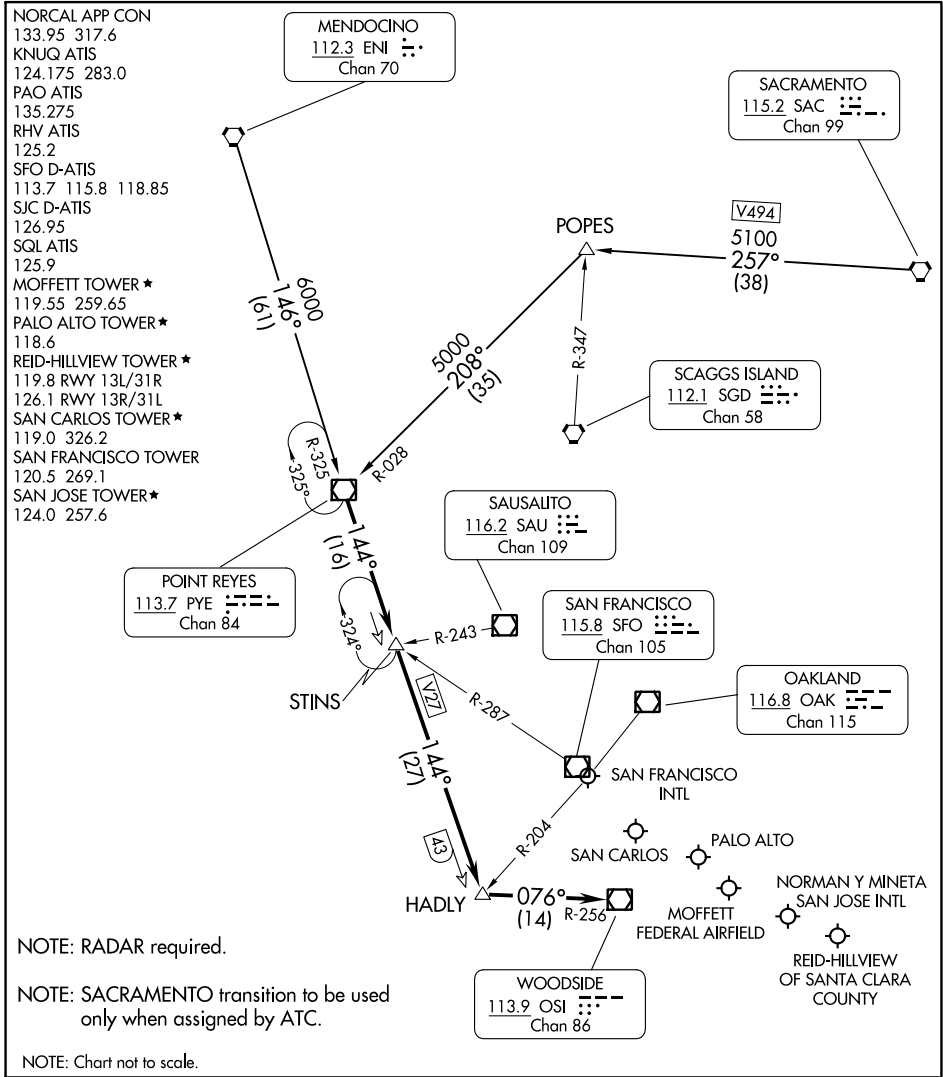 NORCAL APP CON
133.95 317.6
KNUQ ATIS
124.175 283.0
PAO ATIS
135.275
RHV ATIS
125.2
SFO D-ATIS
113.7 115.8 118.85
SJC D-ATIS
126.95
SQL ATIS
125.9
MOFFETT TOWER★
119.55 259.65
PALO ALTO TOWER★
118.6
REID-HILLVIEW TOWER★
119.8 RWY 13L/31R
126.1 RWY 13R/31L
SAN CARLOS TOWER★
119.0 326.2
SAN FRANCISCO TOWER
120.5 269.1
SAN JOSE TOWER★
124.0 257.6
MENDOCINO
112.3 ENI
Chan 70
SACRAMENTO
115.2 SAC
Chan 99
POPES
V494
5100
257°
(38)
6000
146°
(61)
5000
208°
(35)
R-347
SCAGGS ISLAND
112.1 SGD
Chan 58
R-325
325°
R-028
SAUSALITO
116.2 SAU
Chan 109
144°
(16)
POINT REYES
113.7 PYE
Chan 84
SAN FRANCISCO
115.8 SFO
Chan 105
324°
R-243
STINS
V27
R-287
OAKLAND
116.8 OAK
Chan 115
144°
(27)
SAN FRANCISCO
INTL
R-204
43
SAN CARLOS
PALO ALTO
HADLY
076°
(14)
R-256
MOFFETT
FEDERAL AIRFIELD
NORMAN Y MINETA
SAN JOSE INTL
REID-HILLVIEW
OF SANTA CLARA
COUNTY
WOODSIDE
113.9 OSI
Chan 86
NOTE: RADAR required.
NOTE: SACRAMENTO transition to be used
only when assigned by ATC.
NOTE: Chart not to scale.